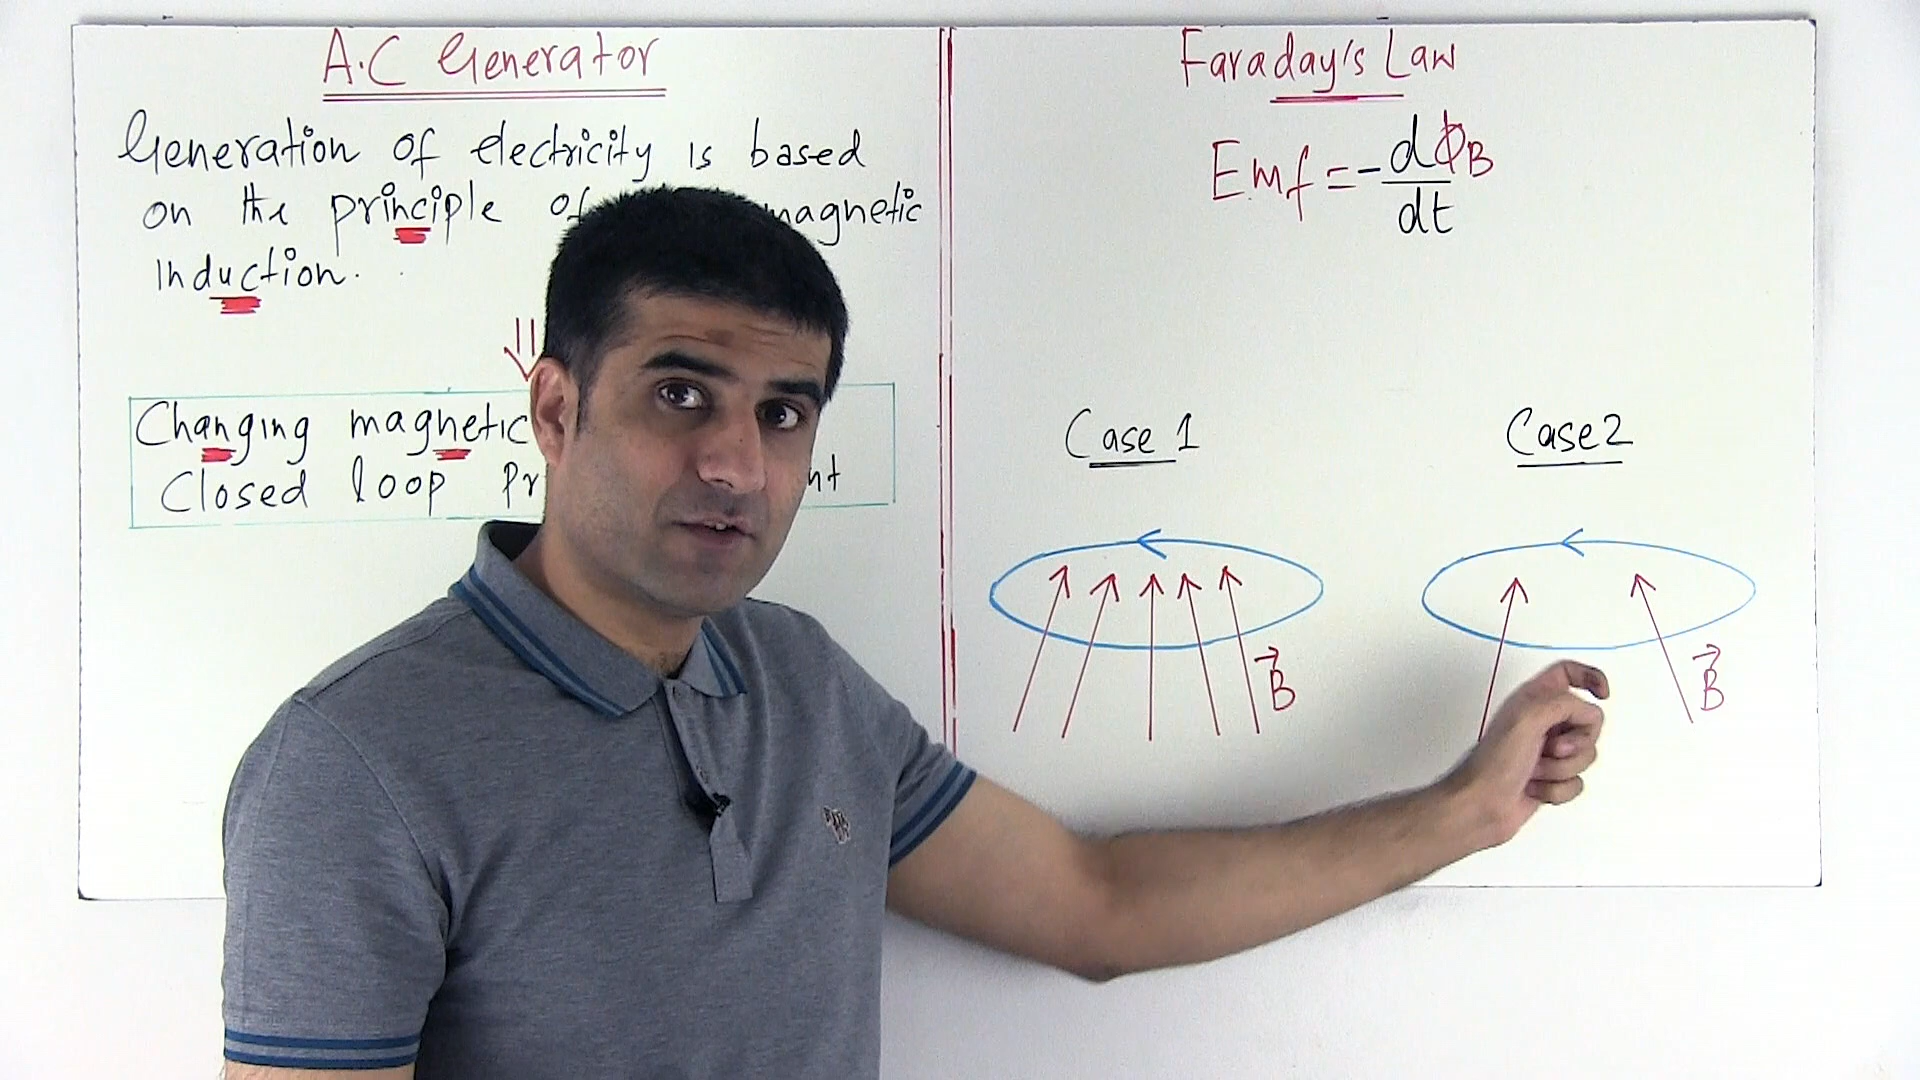 A.C Generator
Generation of electricity is based
on the principle of magnetic
induction.
Changing magnetic
Closed loop
Faraday's Law
Emf = - dΦB
dt
Case 1
Case 2
B
B